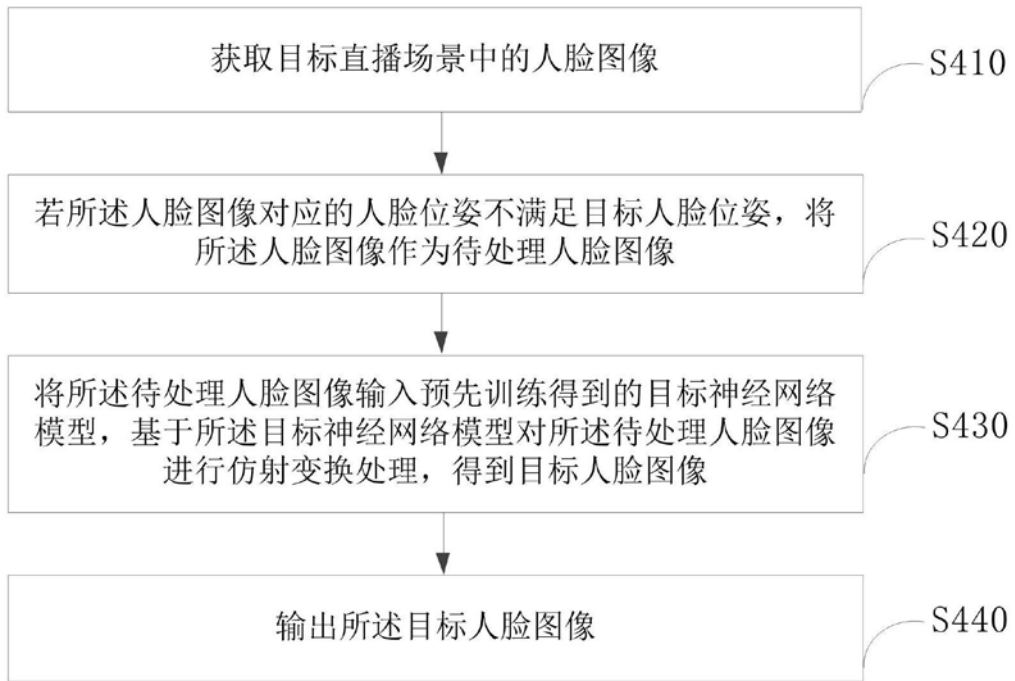 获取目标直播场景中的人脸图像
S410
若所述人脸图像对应的人脸位姿不满足目标人脸位姿，将
所述人脸图像作为待处理人脸图像
S420
将所述待处理人脸图像输入预先训练得到的目标神经网络
模型，基于所述目标神经网络模型对所述待处理人脸图像
进行仿射变换处理，得到目标人脸图像
S430
输出所述目标人脸图像
S440